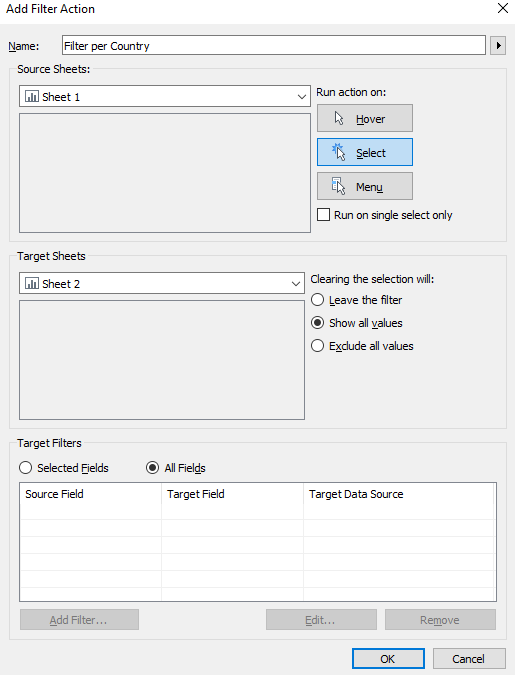 Add Filter Action
Name: Filter per Country
Source Sheets:
Sheet 1
Run action on:
Hover
Select
Menu
Run on single select only
Target Sheets
Sheet 2
Clearing the selection will:
Leave the filter
Show all values
Exclude all values
Target Filters
Selected Fields All Fields
Source Field Target Field Target Data Source
Add Filter... Edit... Remove
OK Cancel